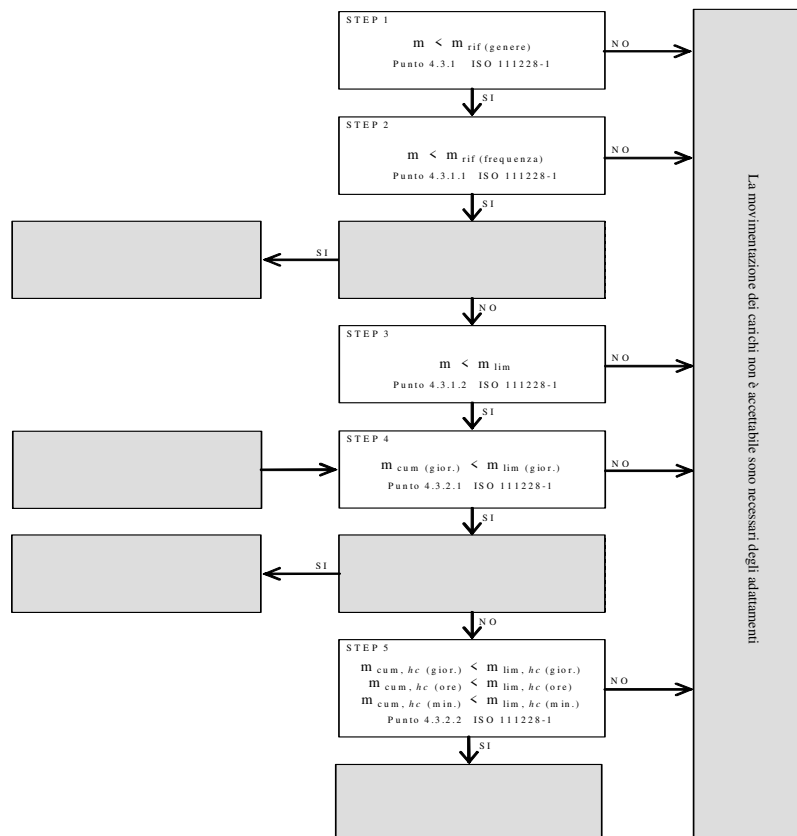 STEP 1
m < m rif (genere)
Punto 4.3.1 ISO 111228-1
NO
SI
STEP 2
m < m rif (frequenza)
Punto 4.3.1.1 ISO 111228-1
NO
SI
SI
NO
STEP 3
m < m lim
Punto 4.3.1.2 ISO 111228-1
NO
SI
STEP 4
m cum (gior.) < m lim (gior.)
Punto 4.3.2.1 ISO 111228-1
NO
SI
SI
NO
STEP 5
m cum, hc (gior.) < m lim, hc (gior.)
m cum, hc (ore) < m lim, hc (ore)
m cum, hc (min.) < m lim, hc (min.)
Punto 4.3.2.2 ISO 111228-1
NO
SI
La movimentazione dei carichi non è accettabile sono necessari degli adattamenti